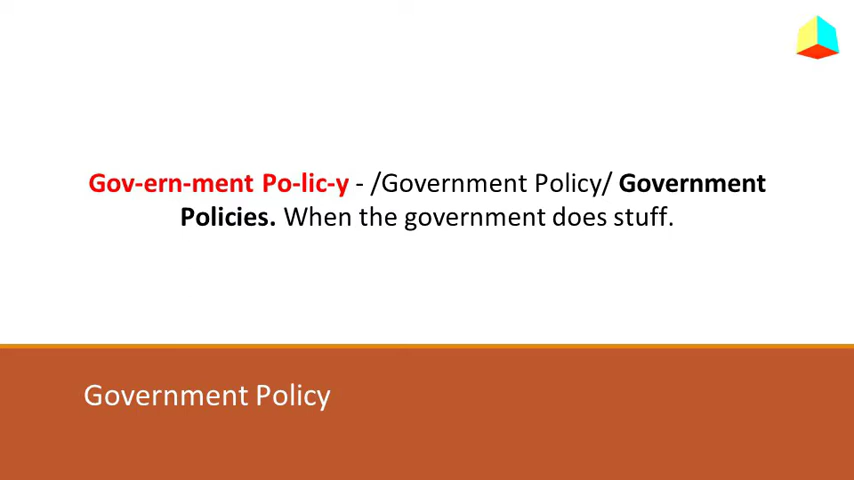 Gov-ern-ment Po-lic-y - /Government Policy/ Government
Policies. When the government does stuff.
Government Policy